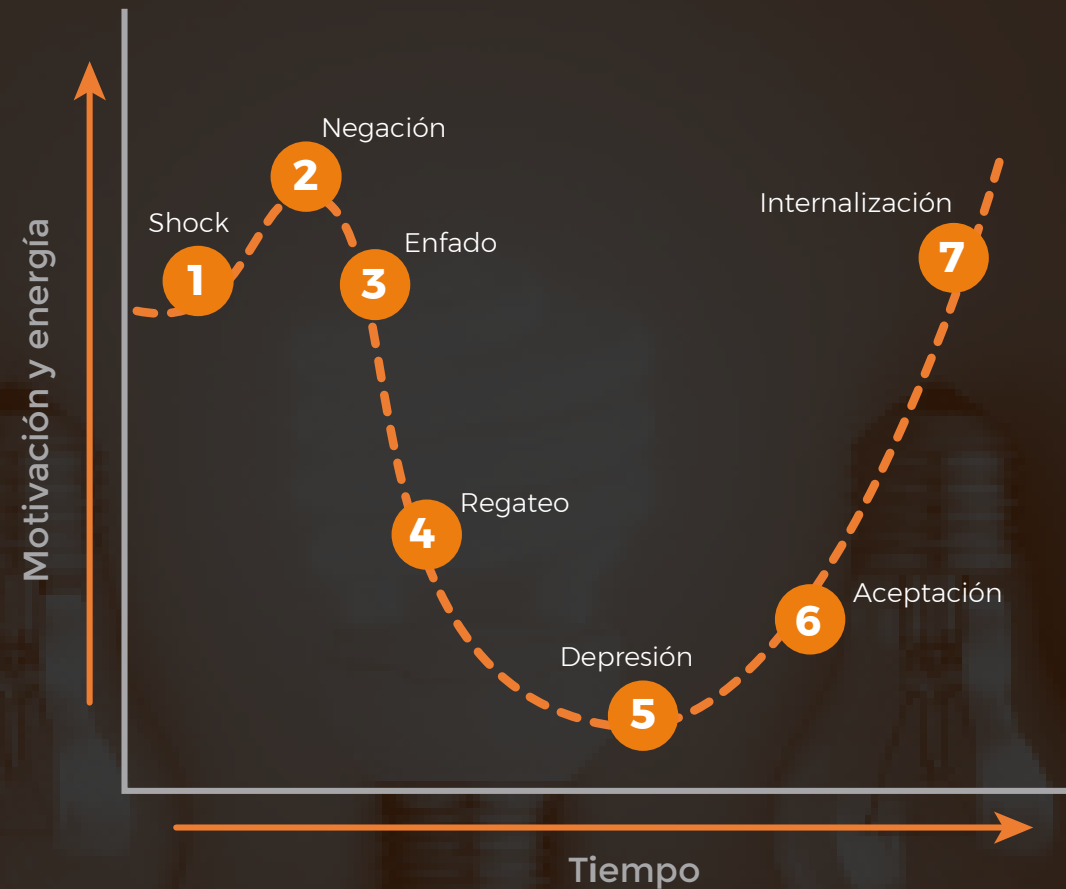 Motivación y energía
Shock
1
Negación
2
Enfado
3
Regateo
4
Depresión
5
Aceptación
6
Internalización
7
Tiempo